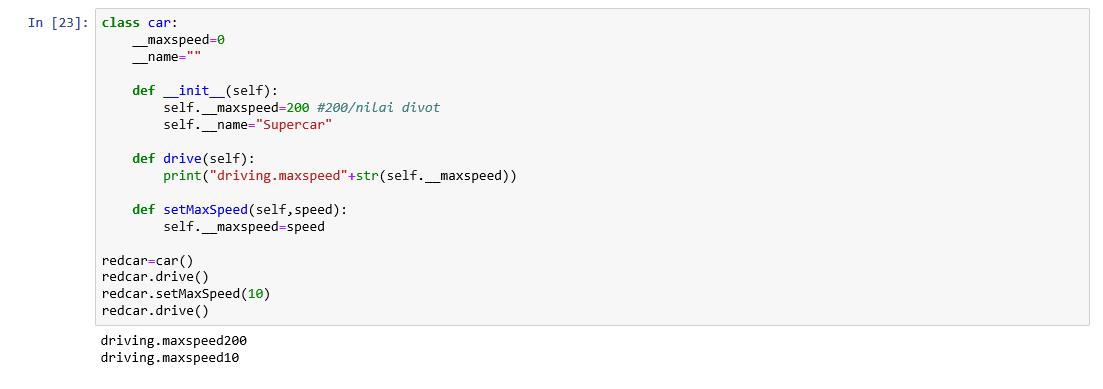 In [23]: class car:
    __maxspeed=0
    __name=""

    def __init__(self):
        self.__maxspeed=200 #200/nilai divot
        self.__name="Supercar"

    def drive(self):
        print("driving.maxspeed"+str(self.__maxspeed))

    def setMaxSpeed(self,speed):
        self.__maxspeed=speed

redcar=car()
redcar.drive()
redcar.setMaxSpeed(10)
redcar.drive()
driving.maxspeed200
driving.maxspeed10